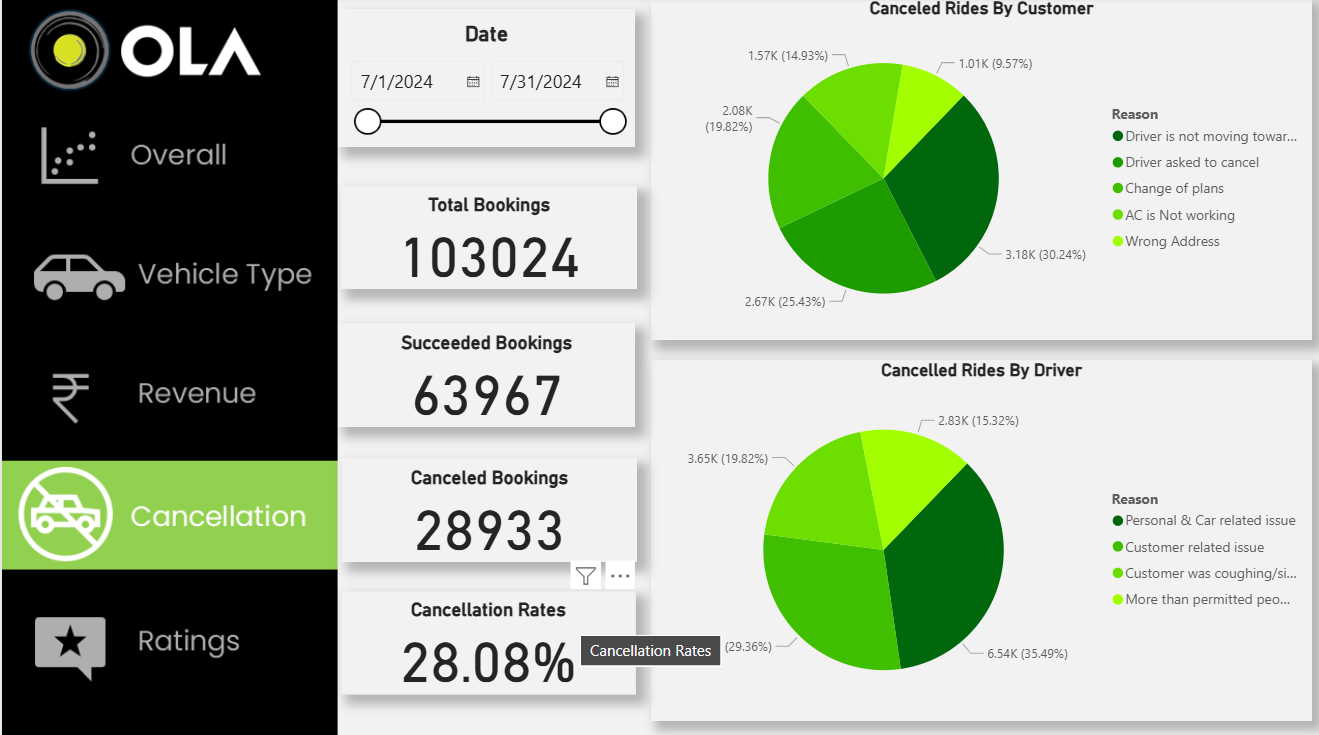 OLA
Overall
Vehicle Type
Revenue
Cancellation
Ratings
Date
7/1/2024
7/31/2024
Total Bookings
103024
Succeeded Bookings
63967
Canceled Bookings
28933
Cancellation Rates
28.08%
Cancellation Rates
Canceled Rides By Customer
1.57K (14.93%)
1.01K (9.57%)
2.08K
(19.82%)
3.18K (30.24%)
2.67K (25.43%)
Reason
Driver is not moving towar...
Driver asked to cancel
Change of plans
AC is Not working
Wrong Address
Cancelled Rides By Driver
2.83K (15.32%)
3.65K (19.82%)
(29.36%)
6.54K (35.49%)
Reason
Personal & Car related issue
Customer related issue
Customer was coughing/si...
More than permitted peo...